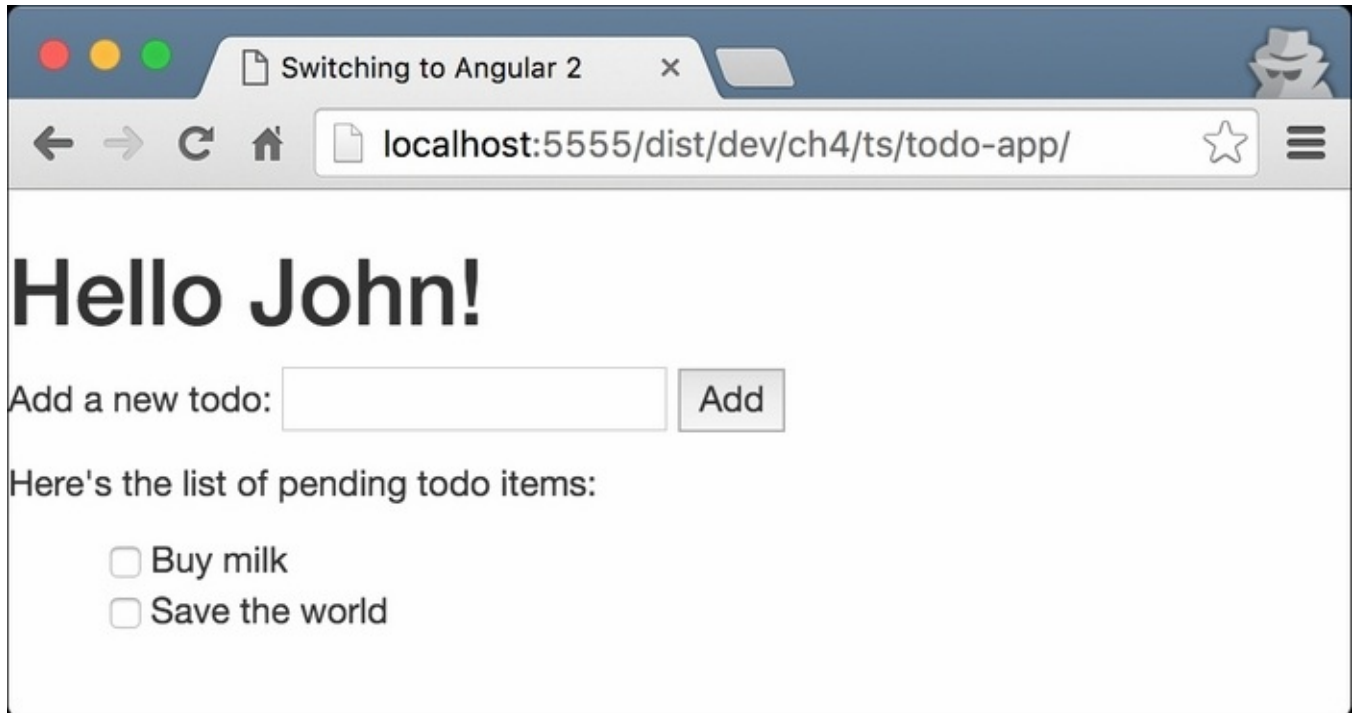 Switching to Angular 2
localhost:5555/dist/dev/ch4/ts/todo-app/
Hello John!
Add a new todo: Add
Here's the list of pending todo items:
Buy milk
Save the world